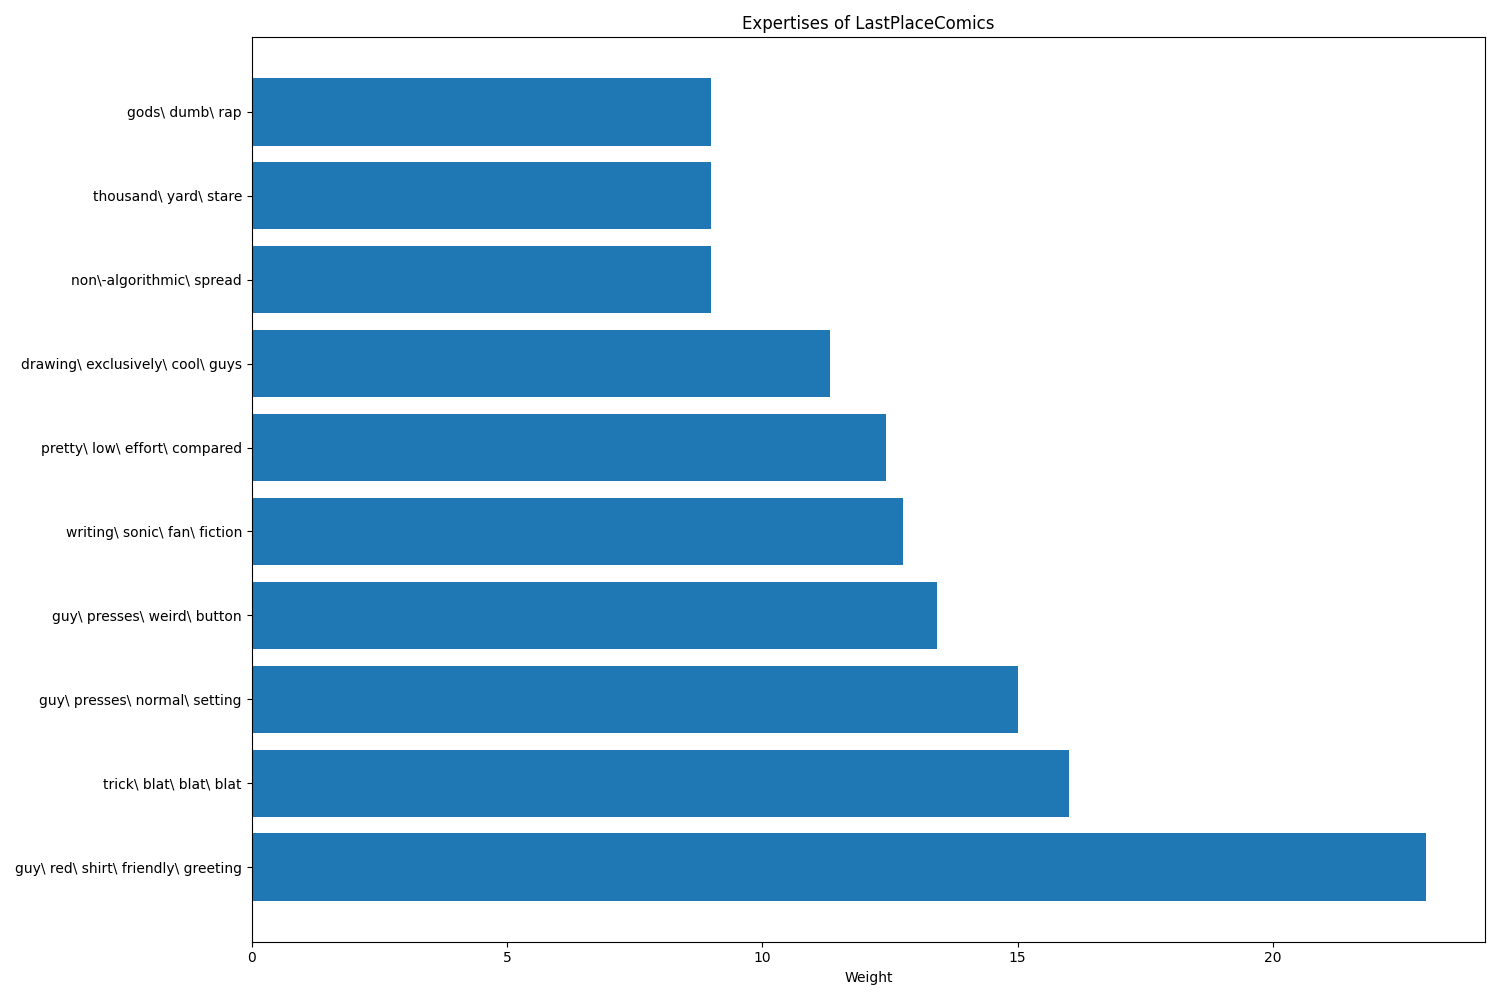 Expertises of LastPlaceComics
gods\ dumb\ rap
thousand\ yard\ stare
non\-algorithmic\ spread
drawing\ exclusively\ cool\ guys
pretty\ low\ effort\ compared
writing\ sonic\ fan\ fiction
guy\ presses\ weird\ button
guy\ presses\ normal\ setting
trick\ blat\ blat\ blat
guy\ red\ shirt\ friendly\ greeting
0 5 10 15 20
Weight